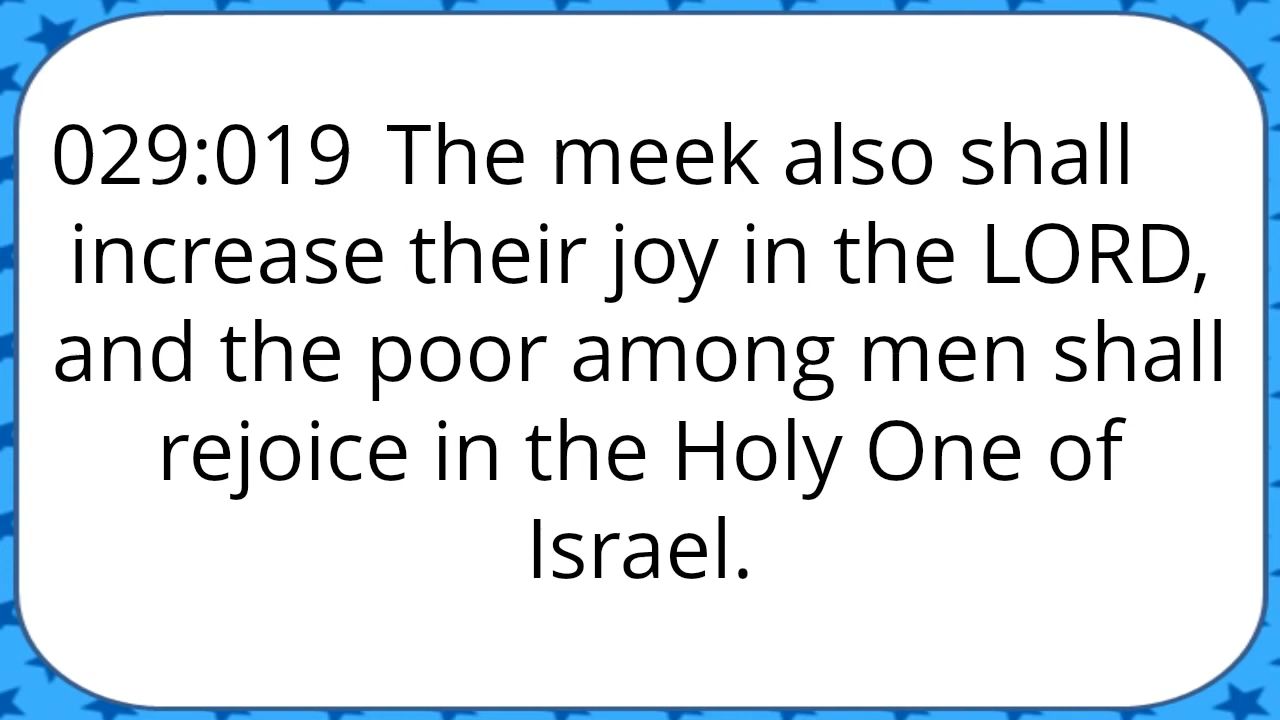 029:019 The meek also shall
increase their joy in the LORD,
and the poor among men shall
rejoice in the Holy One of
Israel.